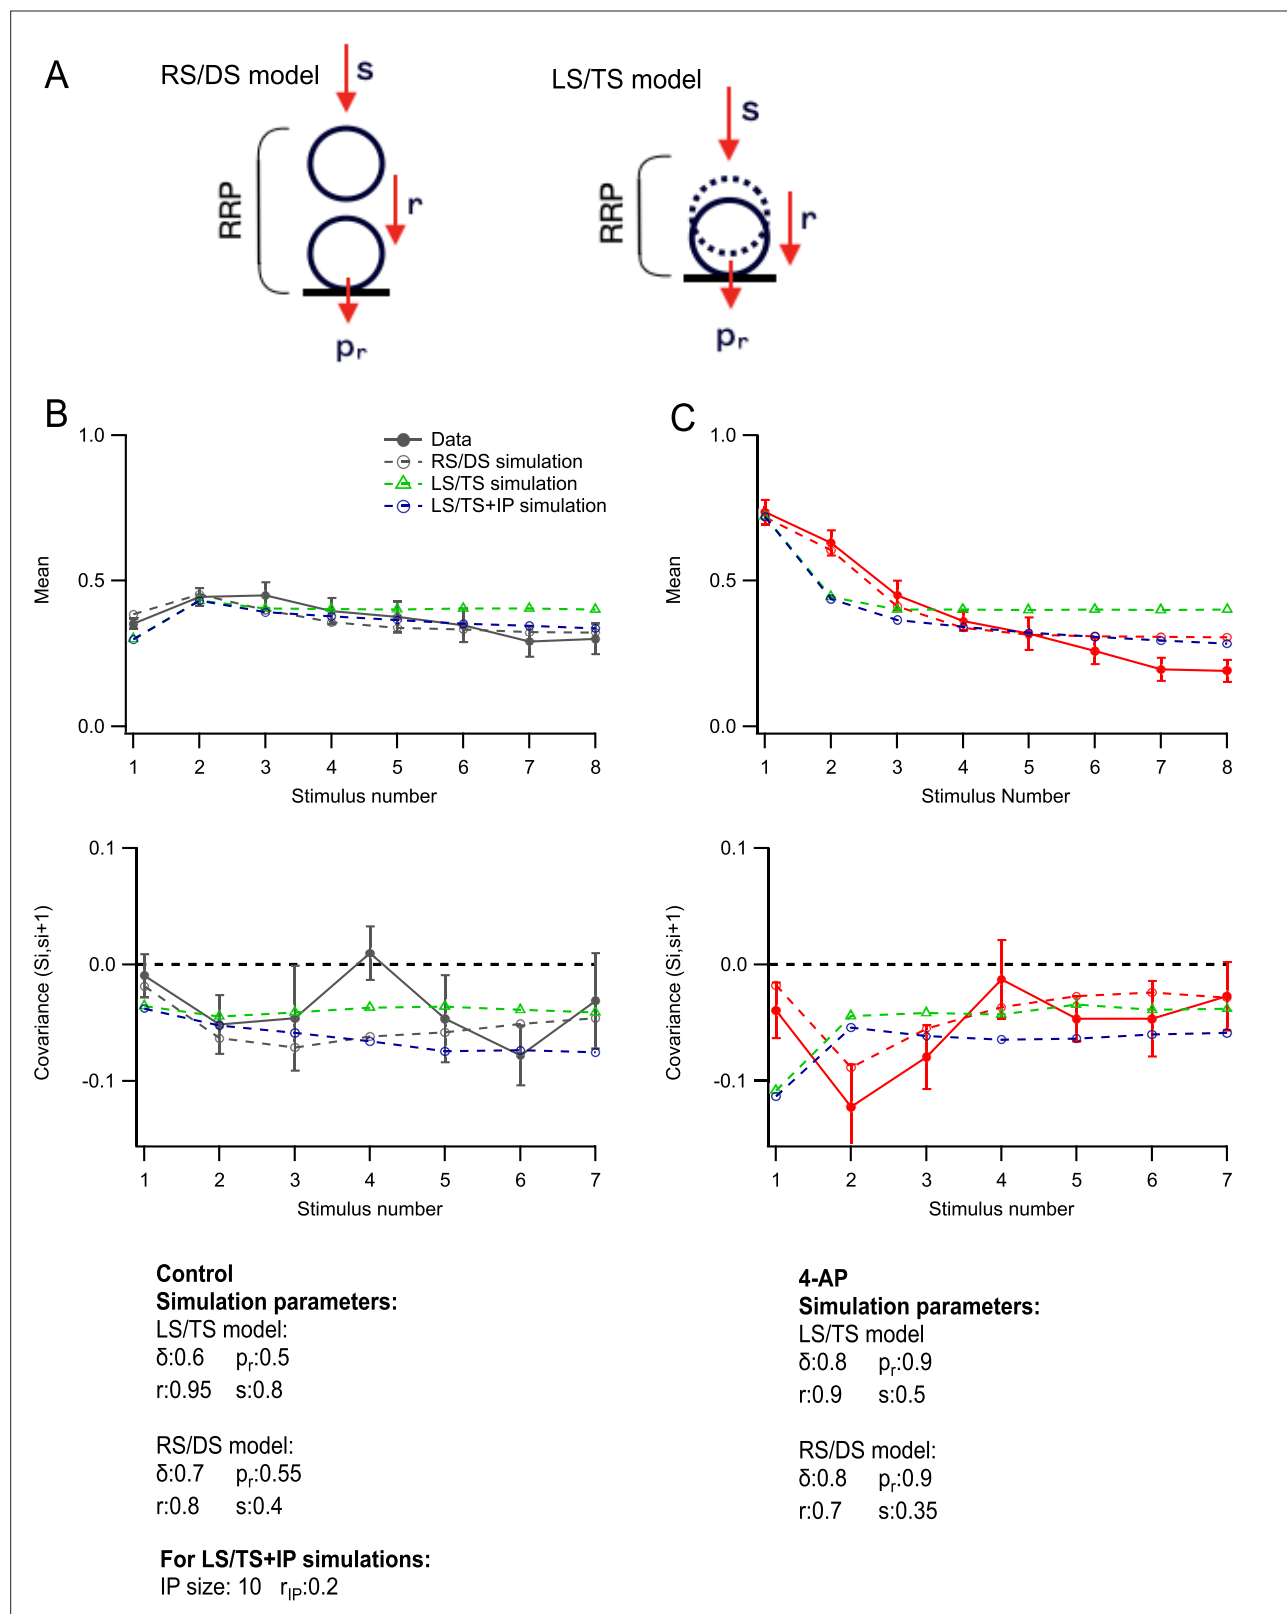 A
RS/DS model
s
RRP
r
pr
LS/TS model
s
RRP
r
pr
B
1.0
0.5
0.0
Mean
Data
RS/DS simulation
LS/TS simulation
LS/TS+IP simulation
1 2 3 4 5 6 7 8
Stimulus number
C
1.0
0.5
0.0
Mean
1 2 3 4 5 6 7 8
Stimulus Number
0.1
0.0
-0.1
Covariance (Si,si+1)
1 2 3 4 5 6 7
Stimulus number
0.1
0.0
-0.1
Covariance (Si,si+1)
1 2 3 4 5 6 7
Stimulus number
Control
Simulation parameters:
LS/TS model:
δ:0.6 pr:0.5
r:0.95 s:0.8
RS/DS model:
δ:0.7 pr:0.55
r:0.8 s:0.4
For LS/TS+IP simulations:
IP size: 10 rIP:0.2
4-AP
Simulation parameters:
LS/TS model
δ:0.8 pr:0.9
r:0.9 s:0.5
RS/DS model:
δ:0.8 pr:0.9
r:0.7 s:0.35